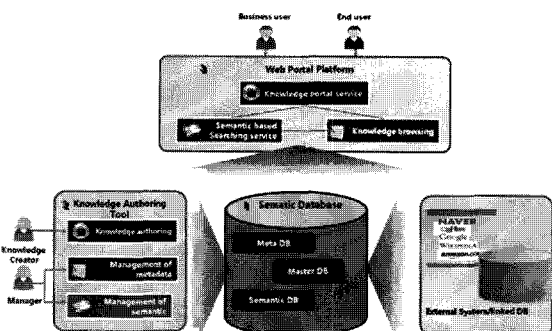 Business user
End user
Web Portal Platform
Knowledge portal service
Semantic based
Searching service
Knowledge browsing
Knowledge Authoring
Tool
Knowledge authoring
Management of
metadata
Management of
semantic
Knowledge
Creator
Manager
Sematic Database
Meta DB
Master DB
Semantic DB
NAVER
Google
amazon.com
External System/linked DB